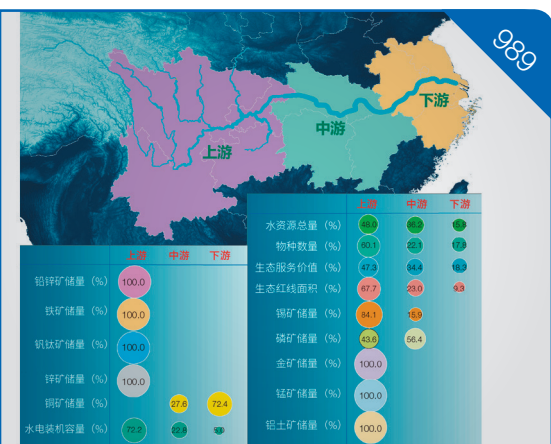 989
上游
中游
下游
上游 中游 下游
水资源总量（%） 48.0 36.2 15.8
物种数量（%） 60.1 22.1 17.8
生态服务价值（%） 47.3 34.4 18.3
生态红线面积（%） 67.7 23.0 9.3
锡矿储量（%） 84.1 15.9
磷矿储量（%） 43.6 56.4
金矿储量（%） 100.0
锰矿储量（%） 100.0
铝土矿储量（%） 100.0
上游 中游 下游
铅锌矿储量（%） 100.0
铁矿储量（%） 100.0
钒钛矿储量（%） 100.0
锌矿储量（%） 100.0
铜矿储量（%） 27.6 72.4
水电装机容量（%） 72.2 22.8